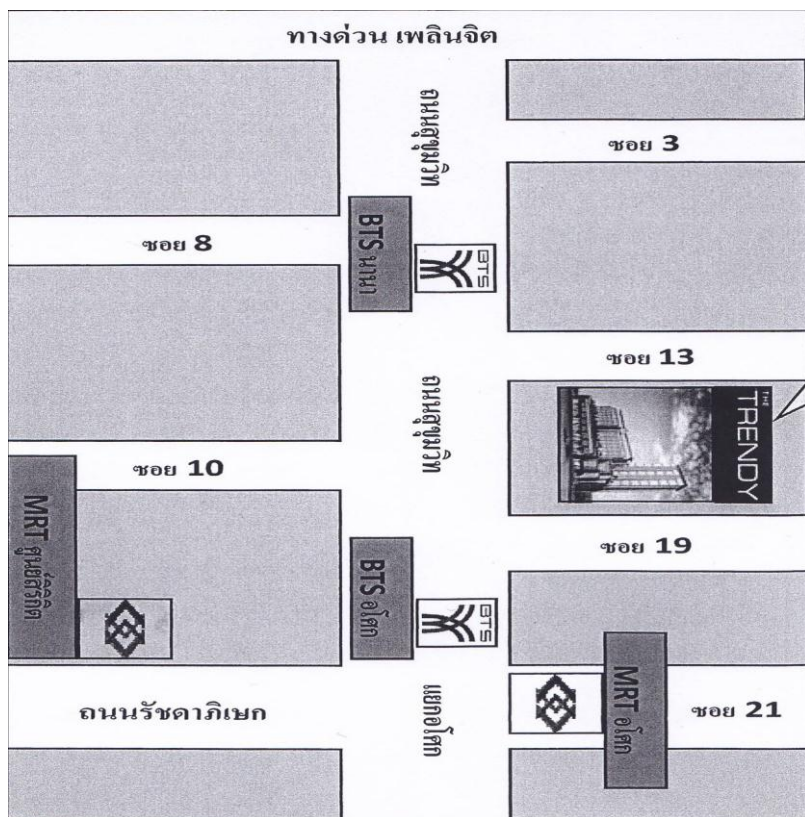 ทางด่วน เพลินจิต
ถนนสุขุมวิท
ซอย 3
ซอย 8
BTS นานา
BTS
ซอย 13
ถนนสุขุมวิท
THE
TRENDY
ซอย 10
MRT ศูนย์สิริกิติ์
ซอย 19
BTS อโศก
BTS
MRT อโศก
ถนนรัชดาภิเษก
แยกอโศก
ซอย 21